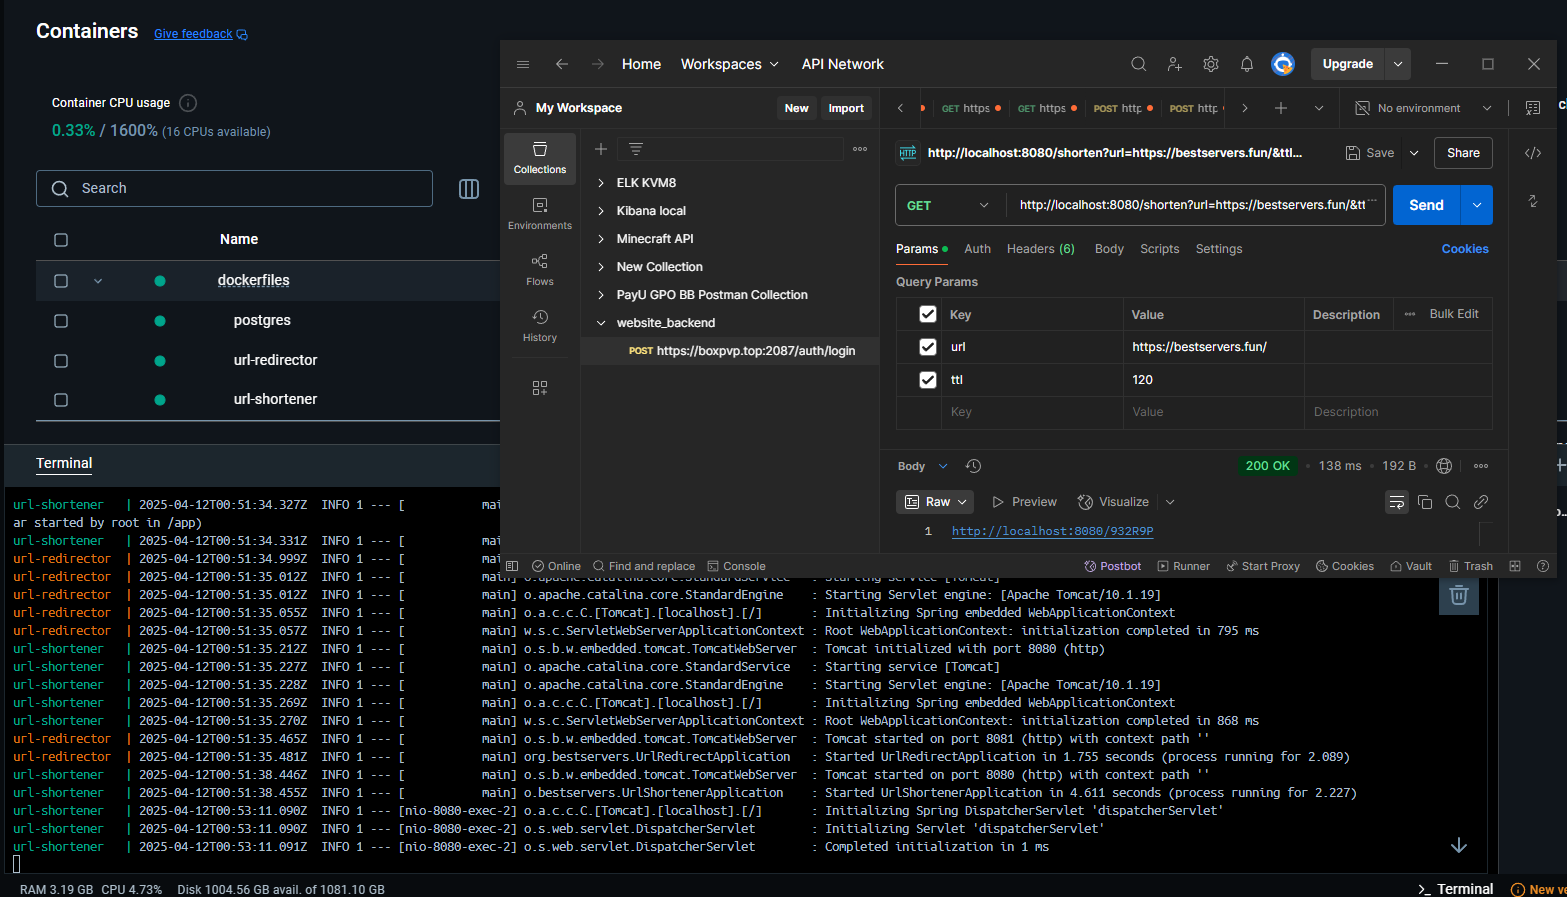 Containers Give feedback
Container CPU usage
0.33% / 1600% (16 CPUs available)
Search
Name
dockerfiles
postgres
url-redirector
url-shortener
Home Workspaces API Network Upgrade
My Workspace New Import
GET https GET https POST http POST http No environment
Collections
Environments
Flows
History
ELK KVM8
Kibana local
Minecraft API
New Collection
PayU GPO BB Postman Collection
website_backend
POST https://boxpvp.top:2087/auth/login
HTTP http://localhost:8080/shorten?url=https://bestservers.fun/&ttl... Save Share
GET http://localhost:8080/shorten?url=https://bestservers.fun/&tt Send
Params Auth Headers (6) Body Scripts Settings Cookies
Query Params
Key Value Description Bulk Edit
url https://bestservers.fun/
ttl 120
Key Value Description
Body 200 OK 138 ms 192 B
Raw Preview Visualize
1 http://localhost:8080/932R9P
Online Find and replace Console Postbot Runner Start Proxy Cookies Vault Trash
Terminal
url-shortener | 2025-04-12T00:51:34.327Z INFO 1 --- [ mai
ar started by root in /app)
url-shortener | 2025-04-12T00:51:34.331Z INFO 1 --- [ mai
url-redirector | 2025-04-12T00:51:34.999Z INFO 1 --- [ mai
url-redirector | 2025-04-12T00:51:35.012Z INFO 1 --- [ main] o.apache.catalina.core.StandardService : Starting service [Tomcat]
url-redirector | 2025-04-12T00:51:35.012Z INFO 1 --- [ main] o.apache.catalina.core.StandardEngine : Starting Servlet engine: [Apache Tomcat/10.1.19]
url-redirector | 2025-04-12T00:51:35.055Z INFO 1 --- [ main] o.a.c.c.C.[Tomcat].[localhost].[/] : Initializing Spring embedded WebApplicationContext
url-redirector | 2025-04-12T00:51:35.057Z INFO 1 --- [ main] w.s.c.ServletWebServerApplicationContext : Root WebApplicationContext: initialization completed in 795 ms
url-shortener | 2025-04-12T00:51:35.212Z INFO 1 --- [ main] o.s.b.w.embedded.tomcat.TomcatWebServer : Tomcat initialized with port 8080 (http)
url-shortener | 2025-04-12T00:51:35.227Z INFO 1 --- [ main] o.apache.catalina.core.StandardService : Starting service [Tomcat]
url-shortener | 2025-04-12T00:51:35.228Z INFO 1 --- [ main] o.apache.catalina.core.StandardEngine : Starting Servlet engine: [Apache Tomcat/10.1.19]
url-shortener | 2025-04-12T00:51:35.269Z INFO 1 --- [ main] o.a.c.c.C.[Tomcat].[localhost].[/] : Initializing Spring embedded WebApplicationContext
url-shortener | 2025-04-12T00:51:35.270Z INFO 1 --- [ main] w.s.c.ServletWebServerApplicationContext : Root WebApplicationContext: initialization completed in 868 ms
url-redirector | 2025-04-12T00:51:35.465Z INFO 1 --- [ main] o.s.b.w.embedded.tomcat.TomcatWebServer : Tomcat started on port 8081 (http) with context path ''
url-redirector | 2025-04-12T00:51:35.481Z INFO 1 --- [ main] org.bestservers.UrlRedirectApplication : Started UrlRedirectApplication in 1.755 seconds (process running for 2.089)
url-shortener | 2025-04-12T00:51:38.446Z INFO 1 --- [ main] o.s.b.w.embedded.tomcat.TomcatWebServer : Tomcat started on port 8080 (http) with context path ''
url-shortener | 2025-04-12T00:51:38.455Z INFO 1 --- [ main] o.bestservers.UrlShortenerApplication : Started UrlShortenerApplication in 4.611 seconds (process running for 2.227)
url-shortener | 2025-04-12T00:53:11.090Z INFO 1 --- [nio-8080-exec-2] o.a.c.c.C.[Tomcat].[localhost].[/] : Initializing Spring DispatcherServlet 'dispatcherServlet'
url-shortener | 2025-04-12T00:53:11.090Z INFO 1 --- [nio-8080-exec-2] o.s.web.servlet.DispatcherServlet : Initializing Servlet 'dispatcherServlet'
url-shortener | 2025-04-12T00:53:11.091Z INFO 1 --- [nio-8080-exec-2] o.s.web.servlet.DispatcherServlet : Completed initialization in 1 ms
RAM 3.19 GB CPU 4.73% Disk 1004.56 GB avail. of 1081.10 GB >_ Terminal New ve